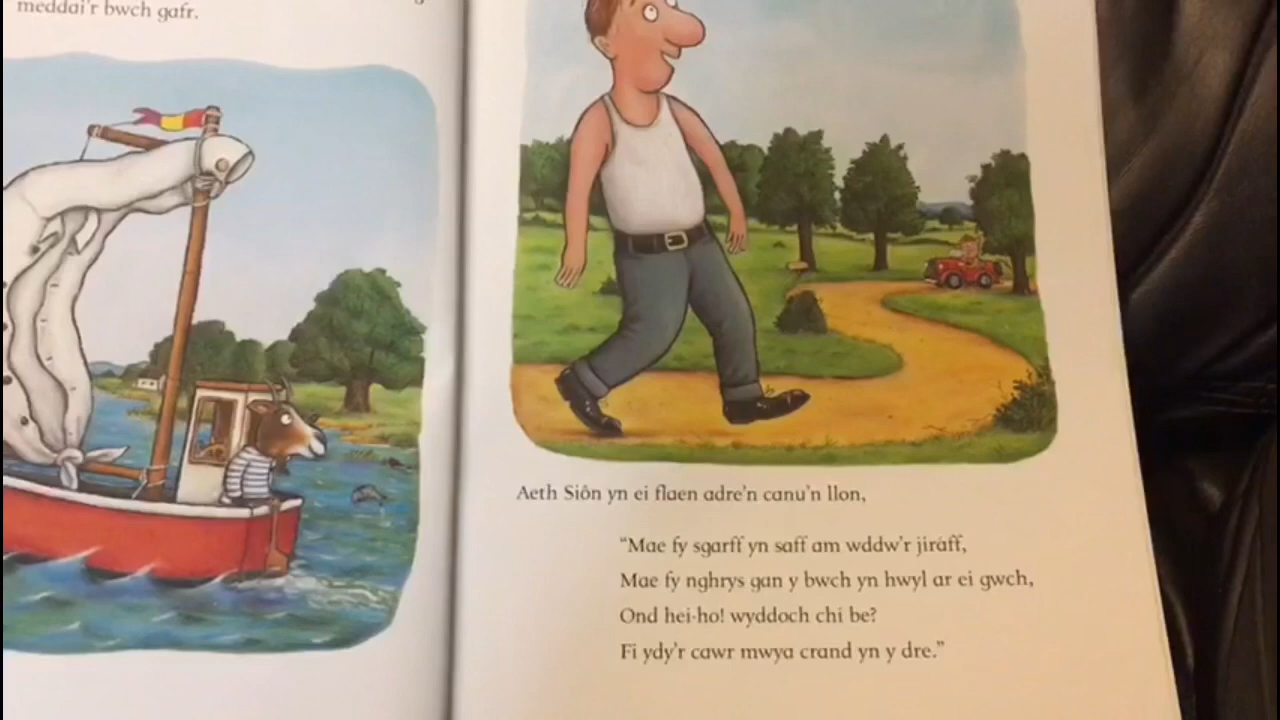 meddai'r bwch gafr.
Aeth Siôn yn ei flaen adre'n canu'n llon,
“Mae fy sgarff yn saff am wddw'r jiráff,
Mae fy nghrys gan y bwch yn hwyl ar ei gwch,
Ond hei-ho! wyddoch chi be?
Fi ydy'r cawr mwya crand yn y dre.”